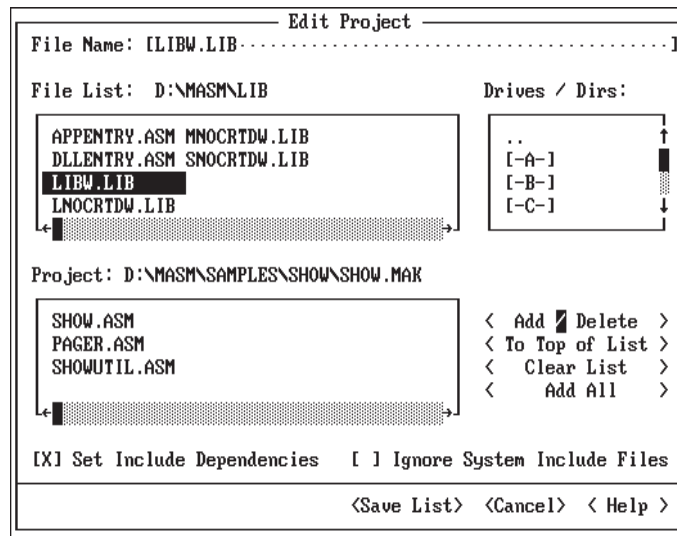 Edit Project
File Name: [LIBW.LIB·········································]
File List: D:\MASM\LIB Drives / Dirs:
APPENTRY.ASM MNOCRTDW.LIB ..
DLLENTRY.ASM SNOCRTDW.LIB [-A-]
LIBW.LIB [-B-]
LNOCRTDW.LIB [-C-]
Project: D:\MASM\SAMPLES\SHOW\SHOW.MAK
SHOW.ASM < Add / Delete >
PAGER.ASM < To Top of List >
SHOWUTIL.ASM < Clear List >
< Add All >
[X] Set Include Dependencies [ ] Ignore System Include Files
<Save List> <Cancel> < Help >